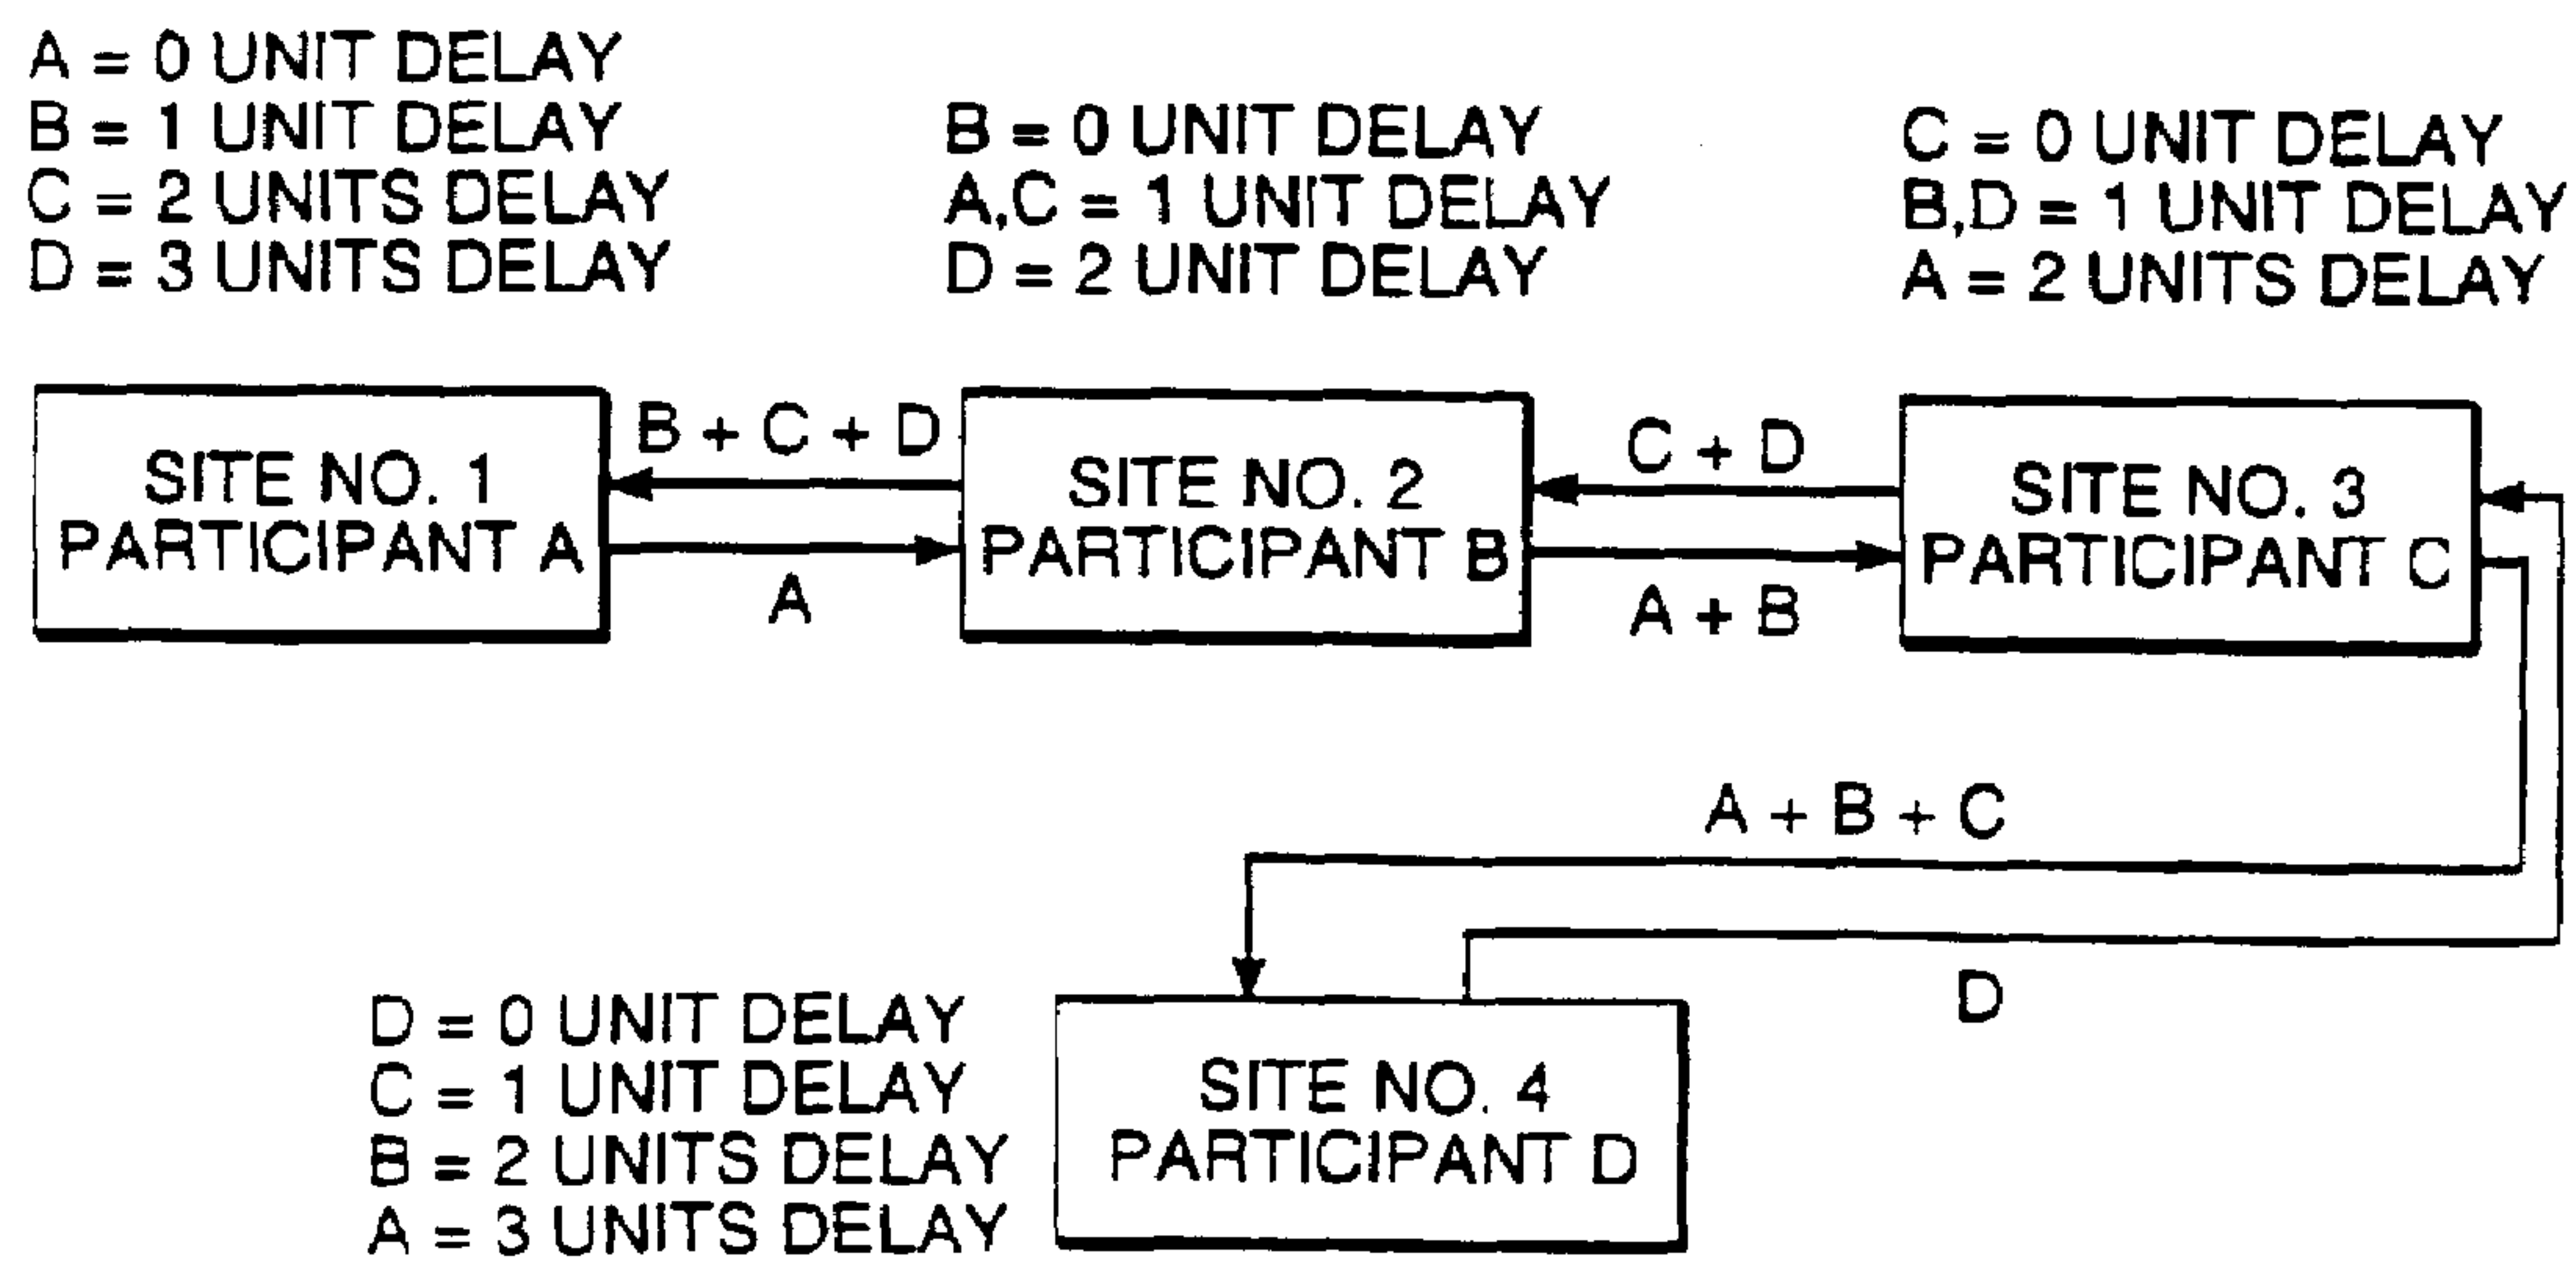 A = 0 UNIT DELAY
B = 1 UNIT DELAY
C = 2 UNITS DELAY
D = 3 UNITS DELAY
B = 0 UNIT DELAY
A,C = 1 UNIT DELAY
D = 2 UNIT DELAY
C = 0 UNIT DELAY
B,D = 1 UNIT DELAY
A = 2 UNITS DELAY
SITE NO. 1
PARTICIPANT A
B + C + D
A
SITE NO. 2
PARTICIPANT B
C + D
A + B
SITE NO. 3
PARTICIPANT C
A + B + C
D
D = 0 UNIT DELAY
C = 1 UNIT DELAY
B = 2 UNITS DELAY
A = 3 UNITS DELAY
SITE NO. 4
PARTICIPANT D